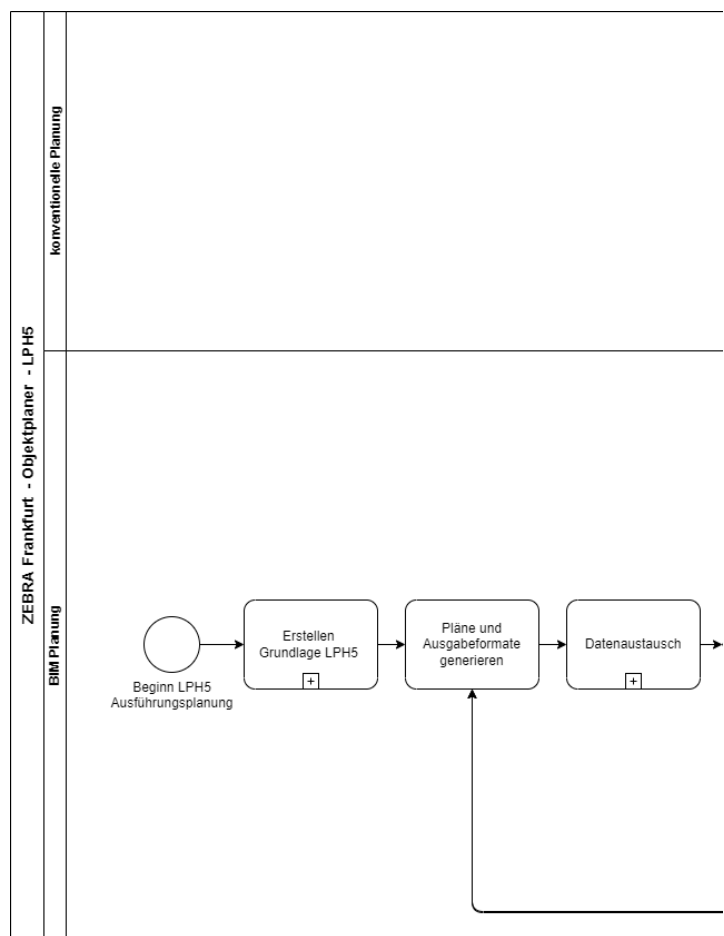 ZEBRA Frankfurt - Objektplaner - LPH5
konventionelle Planung
BIM Planung
Beginn LPH5
Ausführungsplanung
Erstellen
Grundlage LPH5
+
Pläne und
Ausgabeformate
generieren
Datenaustausch
+